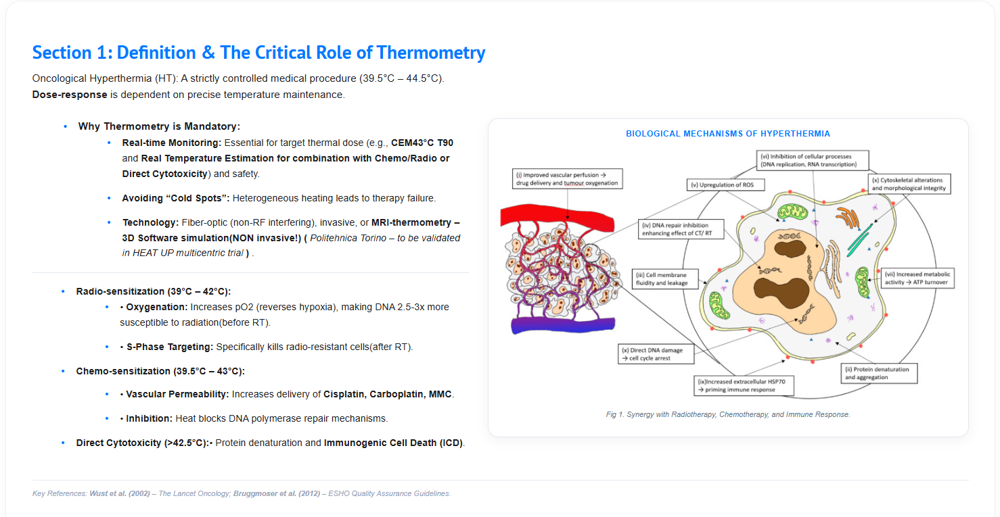 Section 1: Definition & The Critical Role of Thermometry
Oncological Hyperthermia (HT): A strictly controlled medical procedure (39.5°C – 44.5°C).
Dose-response is dependent on precise temperature maintenance.
• Why Thermometry is Mandatory:
• Real-time Monitoring: Essential for target thermal dose (e.g., CEM43°C T90
and Real Temperature Estimation for combination with Chemo/Radio or
Direct Cytotoxicity) and safety.
• Avoiding “Cold Spots”: Heterogeneous heating leads to therapy failure.
• Technology: Fiber-optic (non-RF interfering), invasive, or MRI-thermometry –
3D Software simulation(NON invasive!) ( Politehnica Torino – to be validated
in HEAT UP multicentric trial ) .
• Radio-sensitization (39°C – 42°C):
• • Oxygenation: Increases pO2 (reverses hypoxia), making DNA 2.5-3x more
susceptible to radiation(before RT).
• • S-Phase Targeting: Specifically kills radio-resistant cells(after RT).
• Chemo-sensitization (39.5°C – 43°C):
• • Vascular Permeability: Increases delivery of Cisplatin, Carboplatin, MMC.
• • Inhibition: Heat blocks DNA polymerase repair mechanisms.
• Direct Cytotoxicity (>42.5°C):• Protein denaturation and Immunogenic Cell Death (ICD).
BIOLOGICAL MECHANISMS OF HYPERTHERMIA
(i) Improved vascular perfusion →
drug delivery and tumour oxygenation
(vi) Inhibition of cellular processes
(DNA replication, RNA transcription)
(v) Upregulation of ROS
(x) Cytoskeletal alterations
and morphological integrity
(iv) DNA repair inhibition
enhancing effect of CT/ RT
(iii) Cell membrane
fluidity and leakage
(vii) Increased metabolic
activity → ATP turnover
(x) Direct DNA damage
→ cell cycle arrest
(ii) Protein denaturation
and aggregation
(ix)Increased extracellular HSP70
→ priming immune response
Fig 1. Synergy with Radiotherapy, Chemotherapy, and Immune Response.
Key References: Wust et al. (2002) – The Lancet Oncology; Bruggmoser et al. (2012) – ESHO Quality Assurance Guidelines.